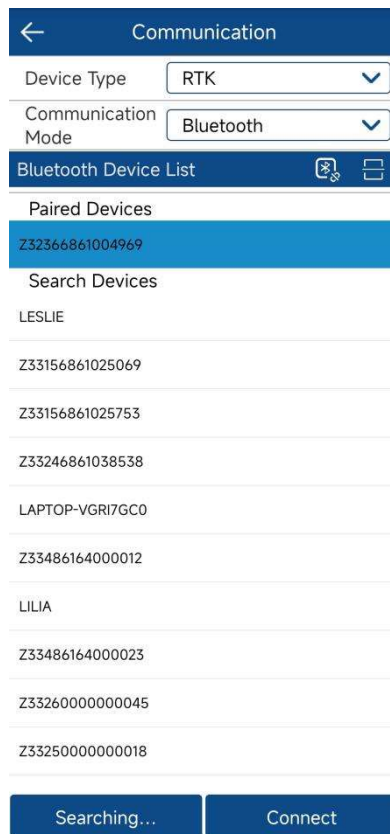 Communication
Device Type RTK
Communication
Mode
Bluetooth
Bluetooth Device List
Paired Devices
Z32366861004969
Search Devices
LESLIE
Z33156861025069
Z33156861025753
Z33246861038538
LAPTOP-VGRI7GC0
Z33486164000012
LILIA
Z33486164000023
Z33260000000045
Z33250000000018
Searching... Connect